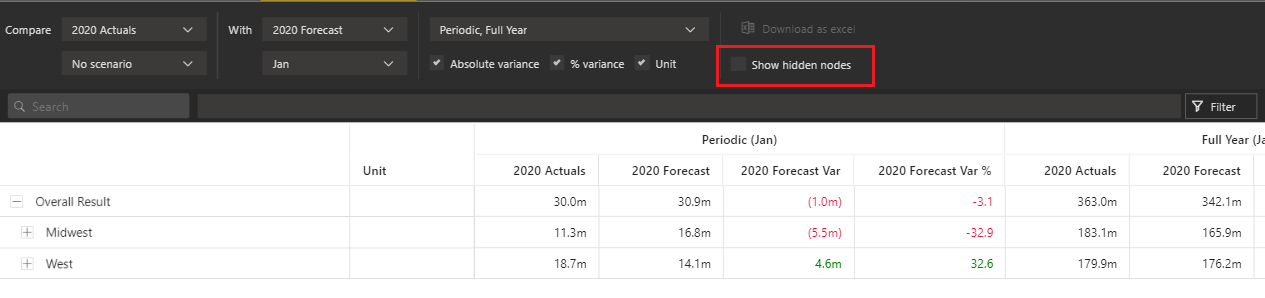 Compare 2020 Actuals With 2020 Forecast Periodic, Full Year Download as excel
No scenario Jan Absolute variance % variance Unit Show hidden nodes
Search Filter
Periodic (Jan) Full Year (Ja
Unit 2020 Actuals 2020 Forecast 2020 Forecast Var 2020 Forecast Var % 2020 Actuals 2020 Forecast
Overall Result 30.0m 30.9m (1.0m) -3.1 363.0m 342.1m
Midwest 11.3m 16.8m (5.5m) -32.9 183.1m 165.9m
West 18.7m 14.1m 4.6m 32.6 179.9m 176.2m